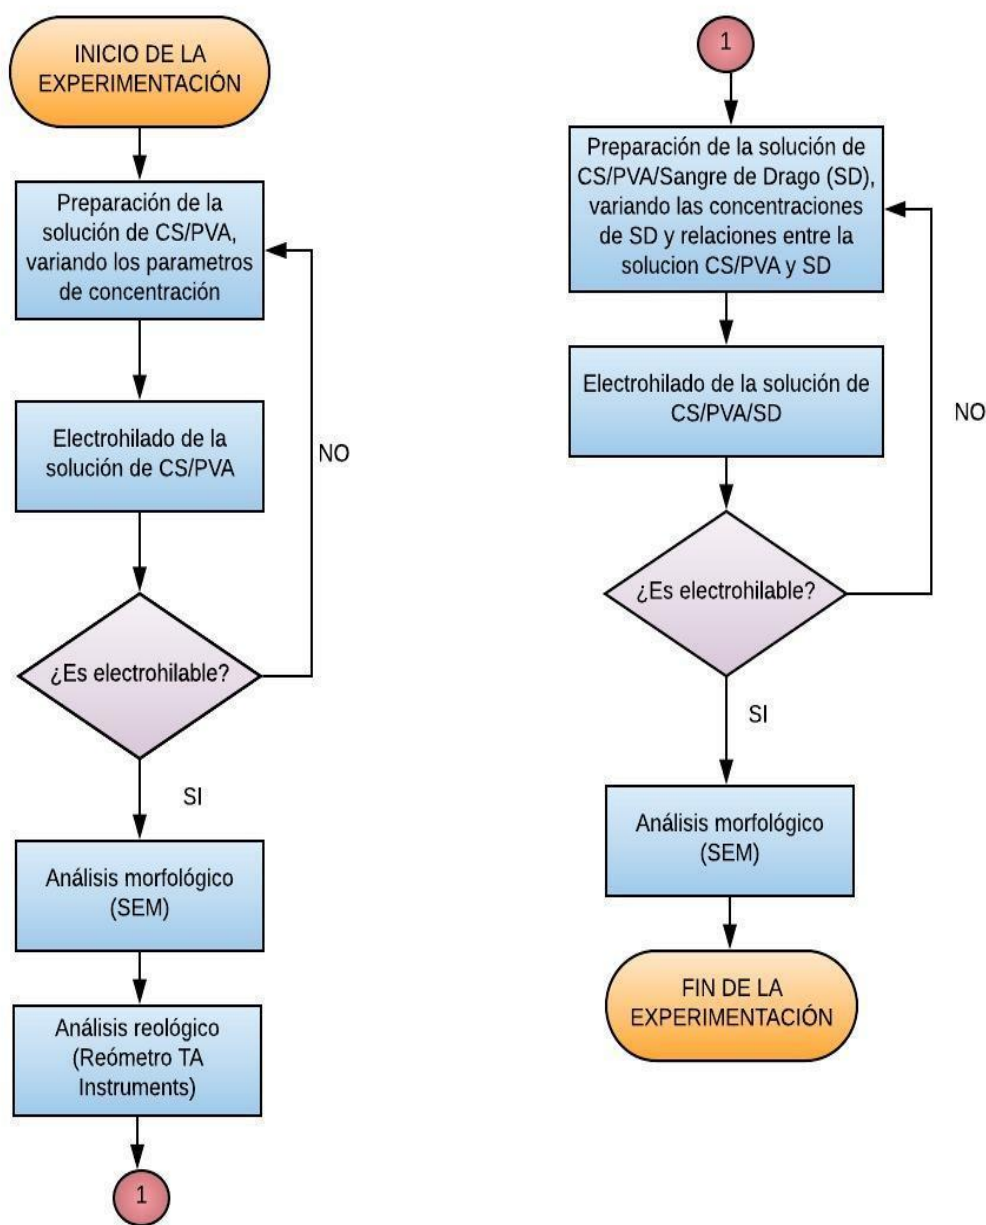 INICIO DE LA
EXPERIMENTACIÓN
Preparación de la
solución de CS/PVA,
variando los parametros
de concentración
Electrohilado de la
solución de CS/PVA
NO
¿Es electrohilable?
SI
Análisis morfológico
(SEM)
Análisis reológico
(Reómetro TA
Instruments)
1
1
Preparación de la solución de
CS/PVA/Sangre de Drago (SD),
variando las concentraciones
de SD y relaciones entre la
solucion CS/PVA y SD
Electrohilado de la solución de
CS/PVA/SD
NO
¿Es electrohilable?
SI
Análisis morfológico
(SEM)
FIN DE LA
EXPERIMENTACIÓN